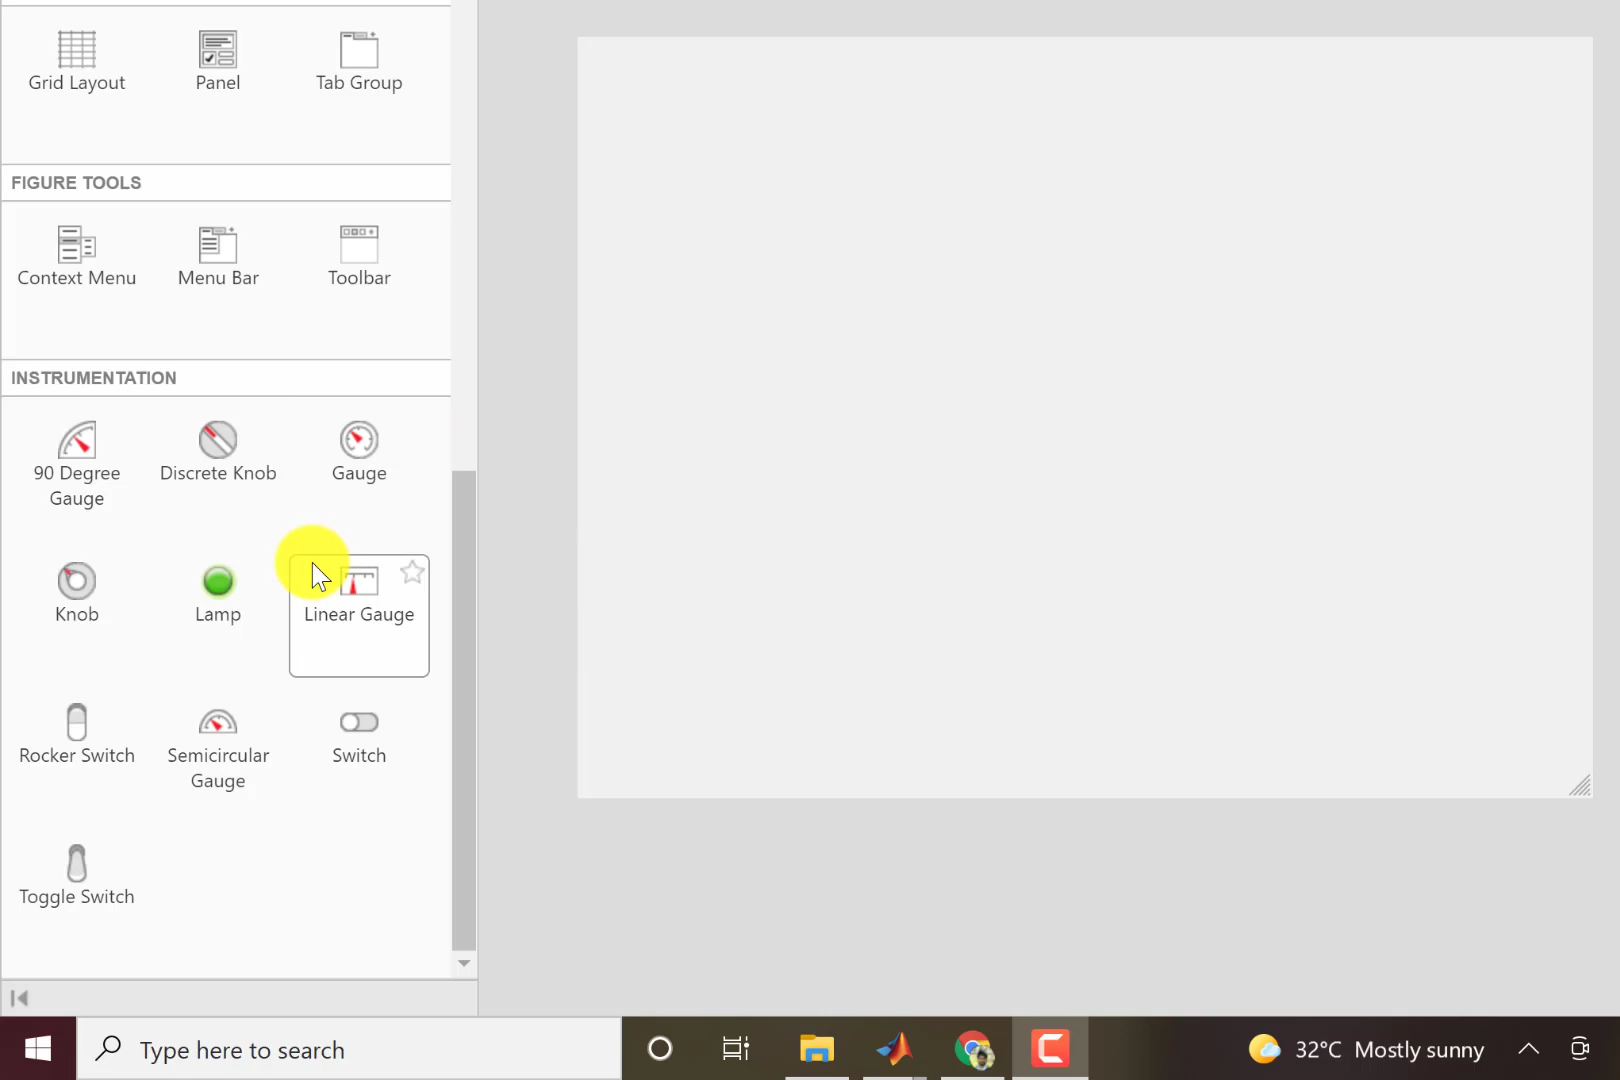 Grid Layout
Panel
Tab Group
FIGURE TOOLS
Context Menu
Menu Bar
Toolbar
INSTRUMENTATION
90 Degree
Gauge
Discrete Knob
Gauge
Knob
Lamp
Linear Gauge
Rocker Switch
Semicircular
Gauge
Switch
Toggle Switch
Type here to search
32°C Mostly sunny